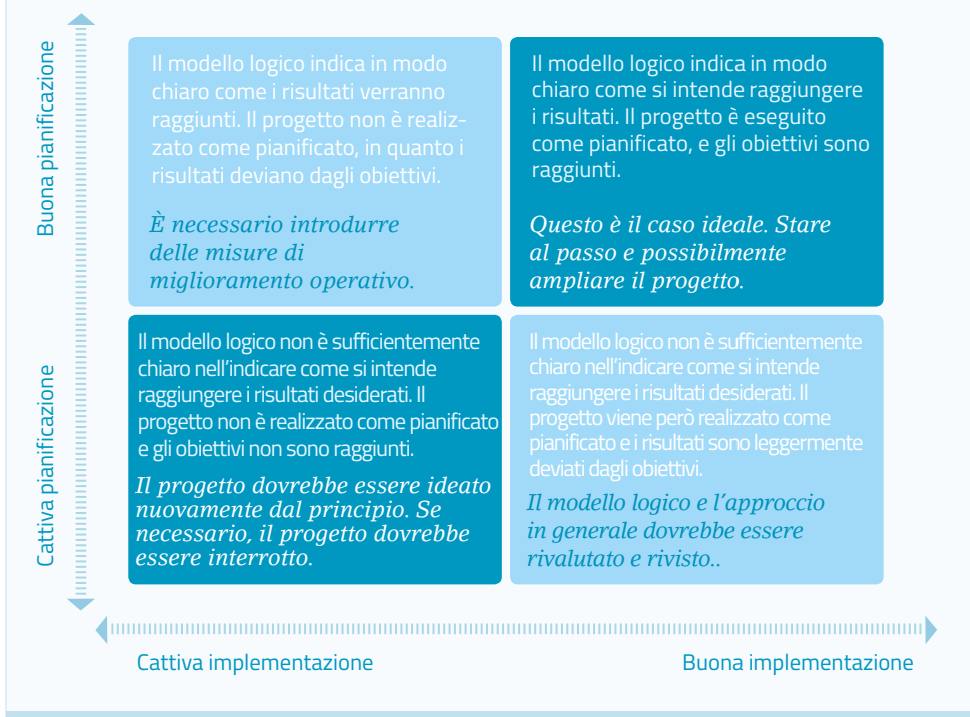 Buona pianificazione
Il modello logico indica in modo
chiaro come i risultati verranno
raggiunti. Il progetto non è realiz-
zato come pianificato, in quanto i
risultati deviano dagli obiettivi.
È necessario introdurre
delle misure di
miglioramento operativo.
Il modello logico indica in modo
chiaro come si intende raggiungere
i risultati. Il progetto è eseguito
come pianificato, e gli obiettivi sono
raggiunti.
Questo è il caso ideale. Stare
al passo e possibilmente
ampliare il progetto.
Cattiva pianificazione
Il modello logico non è sufficientemente
chiaro nell'indicare come si intende
raggiungere i risultati desiderati. Il
progetto non è realizzato come pianificato
e gli obiettivi non sono raggiunti.
Il progetto dovrebbe essere ideato
nuovamente dal principio. Se
necessario, il progetto dovrebbe
essere interrotto.
Il modello logico non è sufficientemente
chiaro nell'indicare come si intende
raggiungere i risultati desiderati. Il
progetto viene però realizzato come
pianificato e i risultati sono leggermente
deviati dagli obiettivi.
Il modello logico e l'approccio
in generale dovrebbe essere
rivalutato e rivisto..
Cattiva implementazione
Buona implementazione